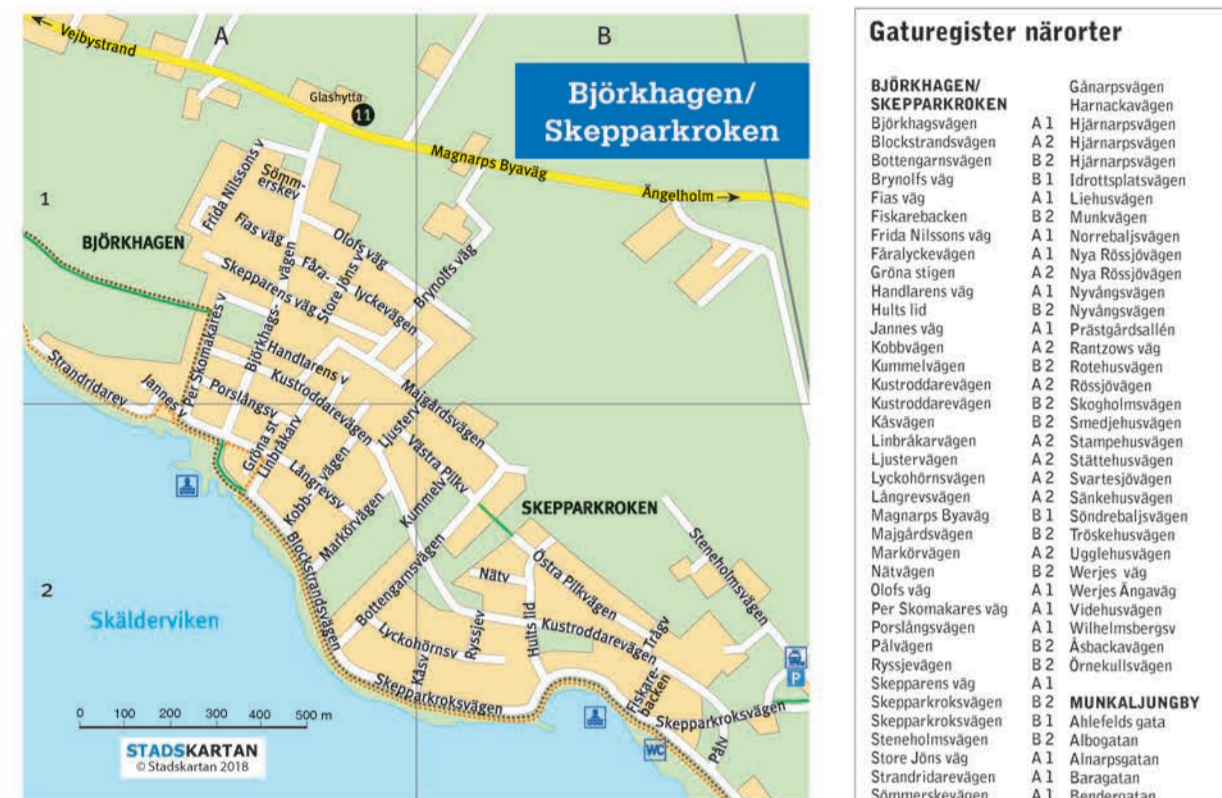 A
B
Vejbystrand
Björkhagen/
Skepparkroken
Glashytta
11
Magnarps Byaväg
Ängelholm
1
BJÖRKHAGEN
Frida Nilssons v
Sömm-
erskev
Fias väg
Olofs väg
Skepparens väg
Fåra-
lyckevägen
Store Jöns v
Brynolfs väg
Björkhags-
vägen
Per Skomakares v
Handlarens v
Strandridarev
Jannes v
Porslångsv
Kustroddarevägen
Majgårdsvägen
Gröna st
Linbråkarv
Ljusterv
Västra Pilkv
Långrevsv
Kobb-
vägen
Kummelv
Markörvägen
SKEPPARKROKEN
Steneholmsvägen
2
Skälderviken
Blockstrandsvägen
Bottengarnsvägen
Nätv
Östra Pilkvägen
Lyckohörnsv
Ryssjev
Hults lid
Kustroddarevägen
Trågv
Kåsv
Skepparkroksvägen
Fiskare-
backen
Skepparkroksvägen
PålV
P
WC
0 100 200 300 400 500 m
STADSKARTAN
© Stadskartan 2018
Gaturegister närorter
BJÖRKHAGEN/
SKEPPARKROKEN
Björkhagsvägen A 1
Blockstrandsvägen A 2
Bottengarnsvägen B 2
Brynolfs väg B 1
Fias väg A 1
Fiskarebacken B 2
Frida Nilssons väg A 1
Fåralyckevägen A 1
Gröna stigen A 2
Handlarens väg A 1
Hults lid B 2
Jannes väg A 1
Kobbvägen A 2
Kummelvägen B 2
Kustroddarevägen A 2
Kustroddarevägen B 2
Kåsvägen B 2
Linbråkarvägen A 2
Ljustervägen A 2
Lyckohörnsvägen A 2
Långrevsvägen A 2
Magnarps Byaväg B 1
Majgårdsvägen B 2
Markörvägen A 2
Nätvägen B 2
Olofs väg A 1
Per Skomakares väg A 1
Porslångsvägen A 1
Pålvägen B 2
Ryssjevägen B 2
Skepparens väg A 1
Skepparkroksvägen B 2
Skepparkroksvägen B 1
Steneholmsvägen B 2
Store Jöns väg A 1
Strandridarevägen A 1
Sömmerskevägen A 1
Gånarpsvägen
Harnackavägen
Hjärnarpsvägen
Hjärnarpsvägen
Hjärnarpsvägen
Idrottsplatsvägen
Liehusvägen
Munkvägen
Norrebaljsvägen
Nya Rössjövägen
Nya Rössjövägen
Nyvångsvägen
Nyvångsvägen
Prästgårdsallén
Rantzows väg
Rotehusvägen
Rössjövägen
Skogholmsvägen
Smedjehusvägen
Stampehusvägen
Stättehusvägen
Svartesjövägen
Sänkehusvägen
Söndrebaljsvägen
Tröskehusvägen
Ugglehusvägen
Werjes väg
Werjes Ängaväg
Videhusvägen
Wilhelmsbergsv
Åsbackavägen
Örnekullsvägen
MUNKALJUNGBY
Ahlefelds gata
Albogatan
Alnarpsgatan
Baragatan
Bendergatan